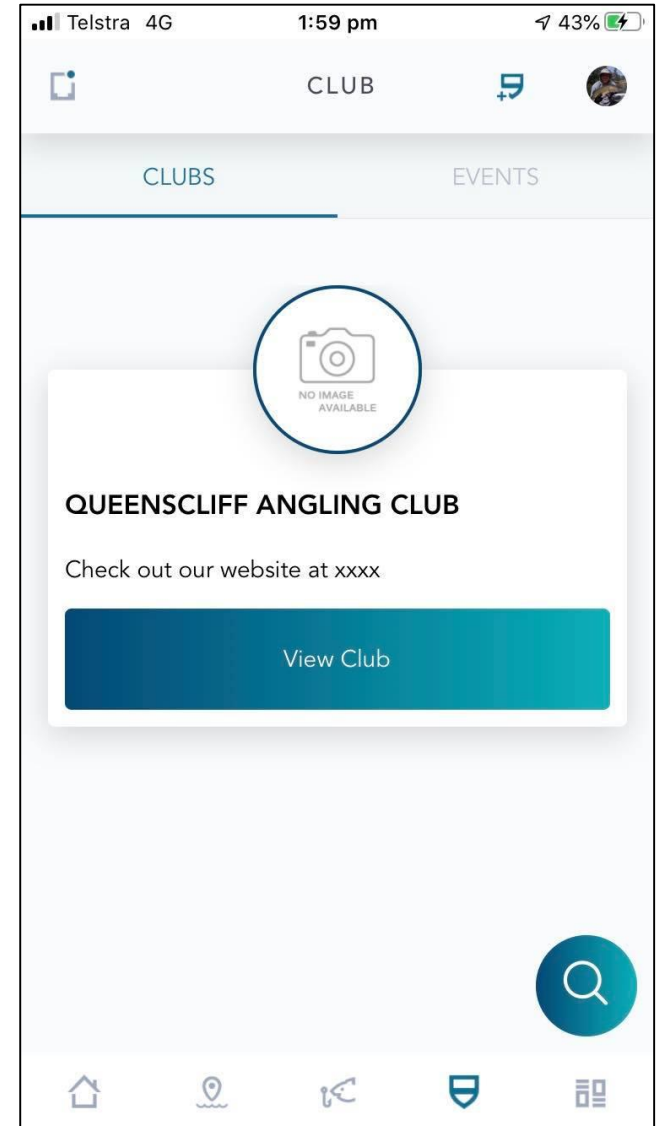 Telstra 4G 1:59 pm 43%
CLUB
CLUBS EVENTS
NO IMAGE
AVAILABLE
QUEENSCLIFF ANGLING CLUB
Check out our website at xxxx
View Club